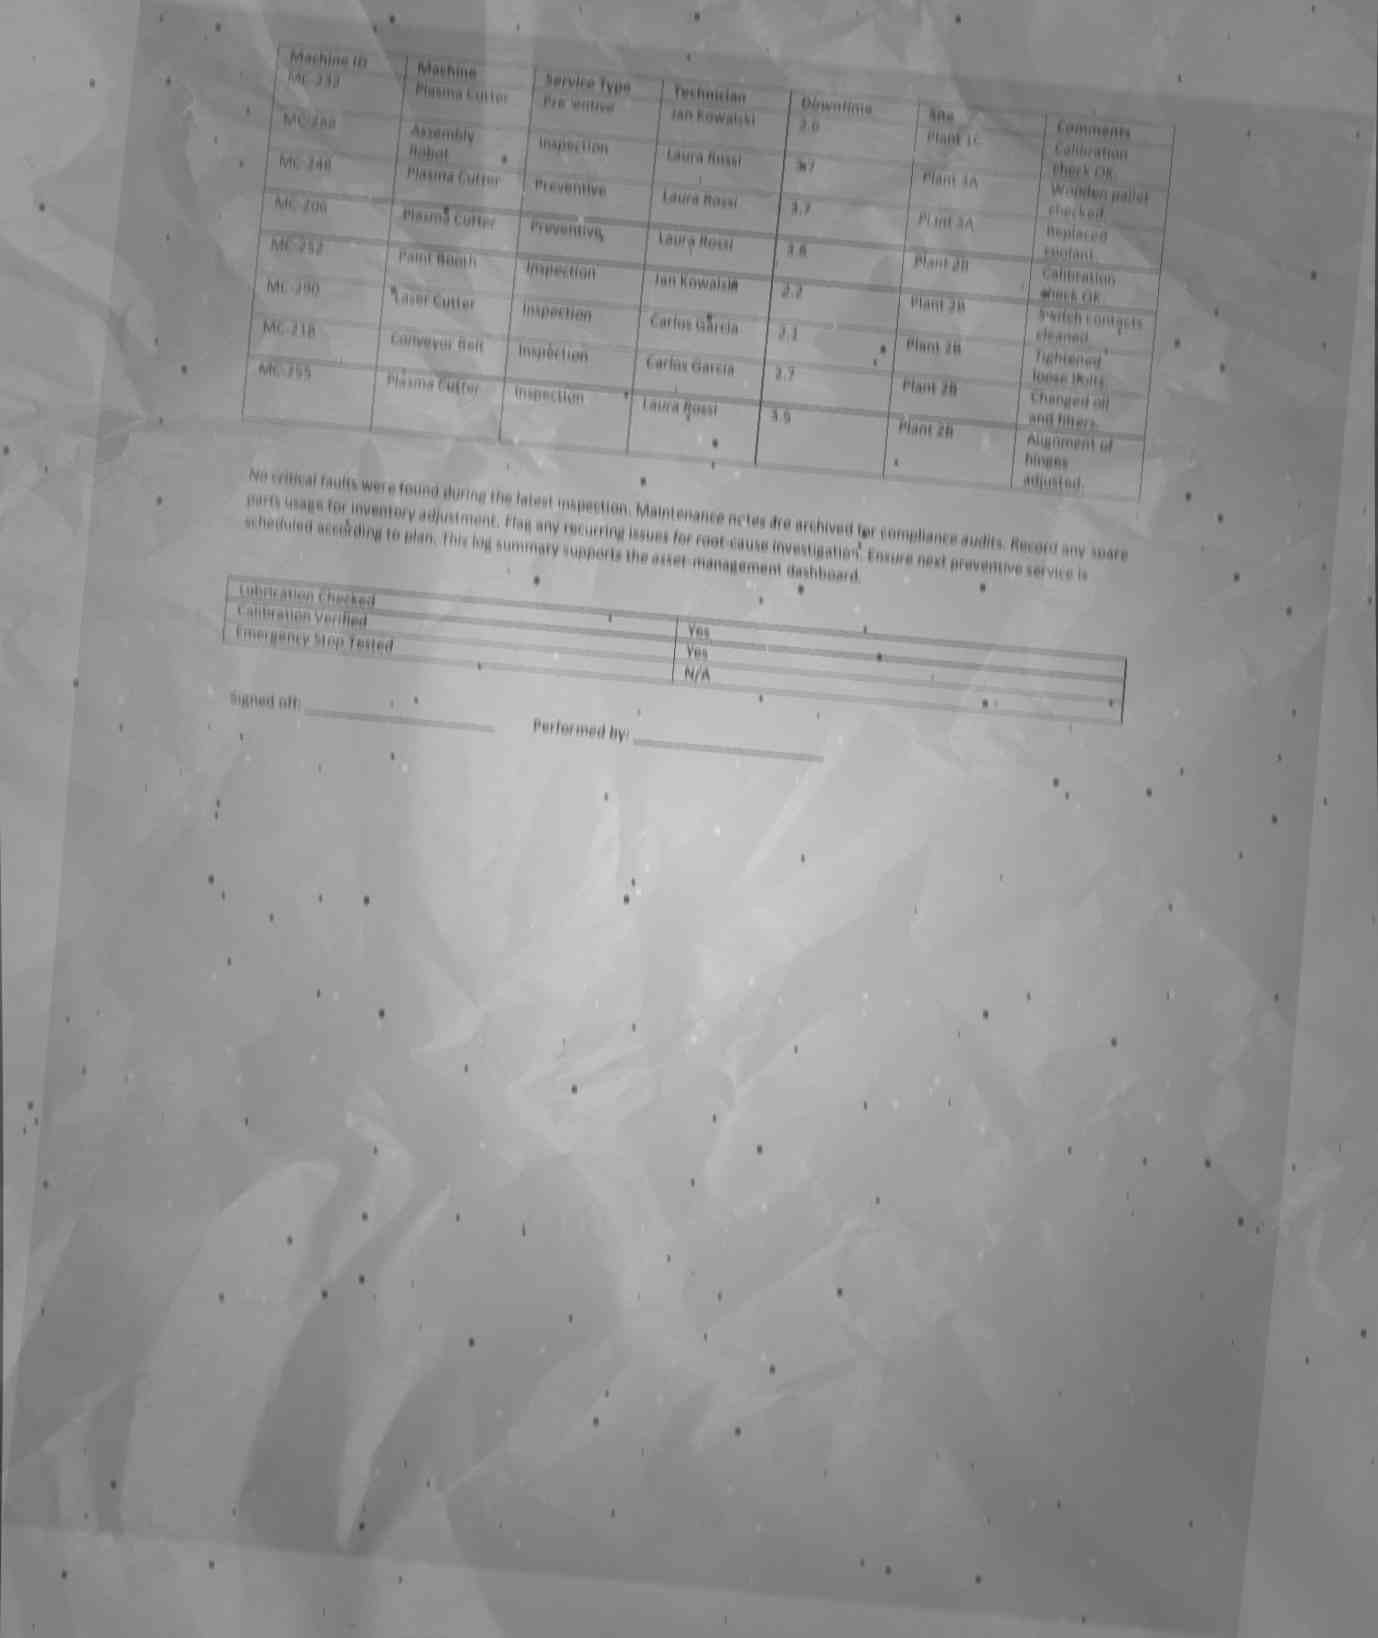 Machine ID Machine Service Type Technician Downtime Site Comments
MC-233 Plasma Cutter Preventive Jan Kowalski 2.6 Plant 1C Calibration check OK.
MC-288 Assembly Robot Inspection Laura Rossi Plant 3A Wooden pallet checked.
MC-248 Plasma Cutter Preventive Laura Rossi 3.7 Plant 3A Replaced coolant.
MC-206 Plasma Cutter Preventive Laura Rossi 3.6 Plant 2B Calibration check OK.
MC-252 Paint Booth Inspection Jan Kowalski 2.2 Plant 2B Switch contacts cleaned.
MC-290 Laser Cutter Inspection Carlos Garcia 2.1 Plant 2B Tightened loose bolts.
MC-218 Conveyor Belt Inspection Carlos Garcia 2.7 Plant 2B Changed oil and filters.
MC-255 Plasma Cutter Inspection Laura Rossi 3.5 Plant 2B Alignment of hinges adjusted.
No critical faults were found during the latest inspection. Maintenance notes are archived for compliance audits. Record any spare
parts usage for inventory adjustment. Flag any recurring issues for root-cause investigation. Ensure next preventive service is
scheduled according to plan. This log summary supports the asset-management dashboard.
Lubrication Checked Yes
Calibration Verified Yes
Emergency Stop Tested N/A
Signed off: Performed by: